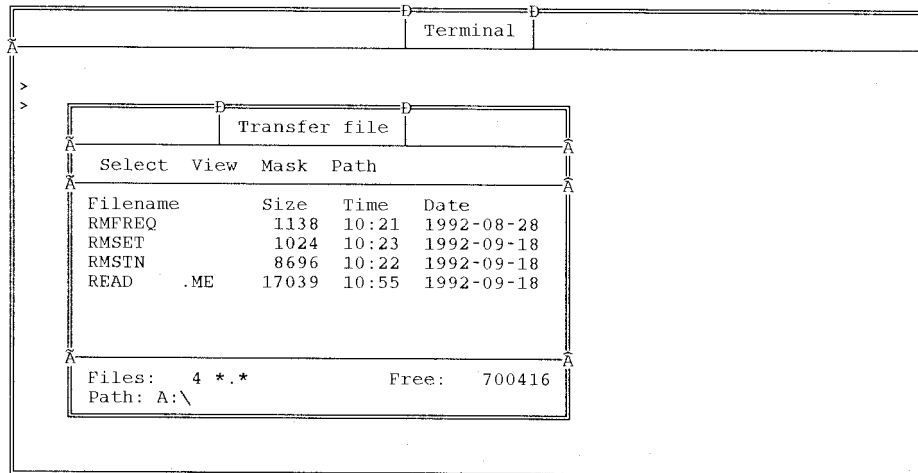 Terminal
>
>
Transfer file
Select View Mask Path
Filename Size Time Date
RMFREQ 1138 10:21 1992-08-28
RMSET 1024 10:23 1992-09-18
RMSTN 8696 10:22 1992-09-18
READ .ME 17039 10:55 1992-09-18
Files: 4 *.* Free: 700416
Path: A:\